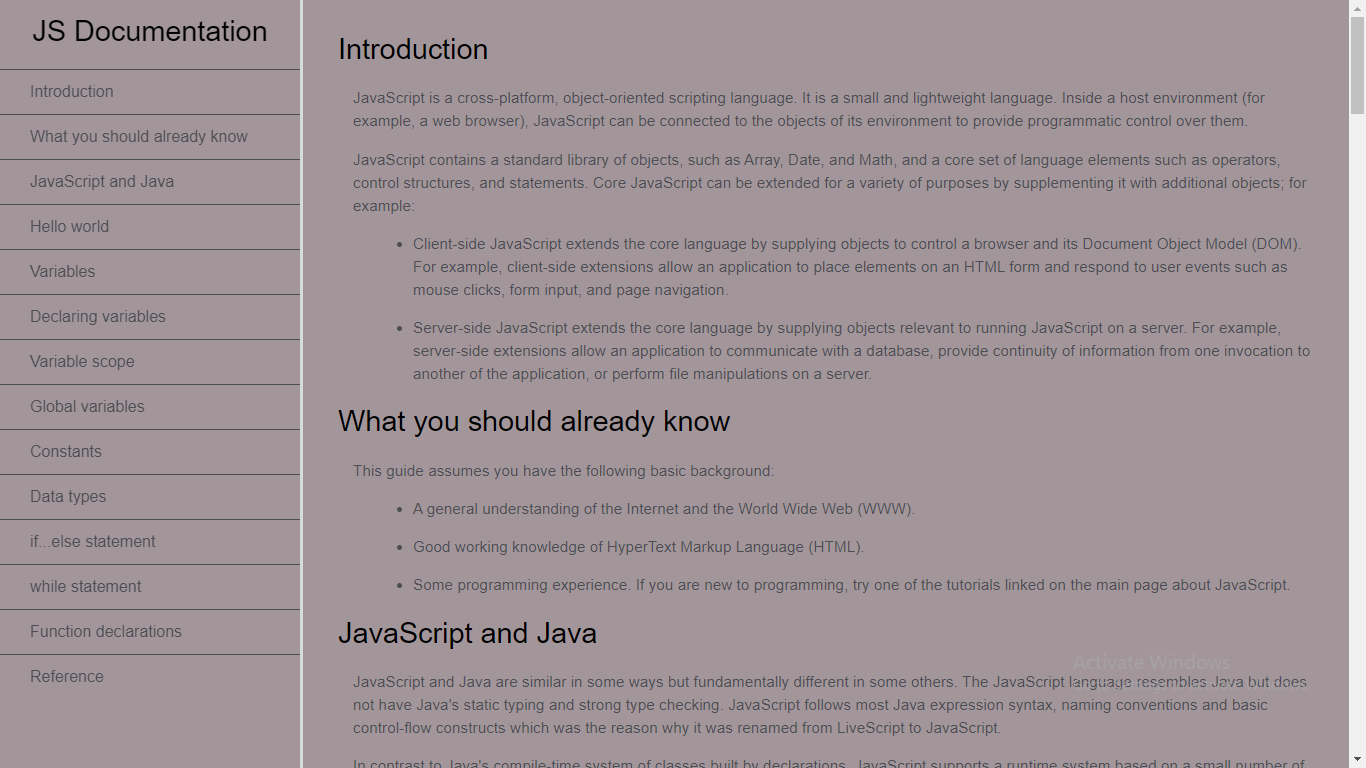 JS Documentation
Introduction
What you should already know
JavaScript and Java
Hello world
Variables
Declaring variables
Variable scope
Global variables
Constants
Data types
if...else statement
while statement
Function declarations
Reference
Introduction
JavaScript is a cross-platform, object-oriented scripting language. It is a small and lightweight language. Inside a host environment (for
example, a web browser), JavaScript can be connected to the objects of its environment to provide programmatic control over them.
JavaScript contains a standard library of objects, such as Array, Date, and Math, and a core set of language elements such as operators,
control structures, and statements. Core JavaScript can be extended for a variety of purposes by supplementing it with additional objects; for
example:
• Client-side JavaScript extends the core language by supplying objects to control a browser and its Document Object Model (DOM).
For example, client-side extensions allow an application to place elements on an HTML form and respond to user events such as
mouse clicks, form input, and page navigation.
• Server-side JavaScript extends the core language by supplying objects relevant to running JavaScript on a server. For example,
server-side extensions allow an application to communicate with a database, provide continuity of information from one invocation to
another of the application, or perform file manipulations on a server.
What you should already know
This guide assumes you have the following basic background:
• A general understanding of the Internet and the World Wide Web (WWW).
• Good working knowledge of HyperText Markup Language (HTML).
• Some programming experience. If you are new to programming, try one of the tutorials linked on the main page about JavaScript.
JavaScript and Java
Activate Windows
JavaScript and Java are similar in some ways but fundamentally different in some others. The JavaScript language resembles Java but does
not have Java's static typing and strong type checking. JavaScript follows most Java expression syntax, naming conventions and basic
control-flow constructs which was the reason why it was renamed from LiveScript to JavaScript.
In contrast to Java's compile-time system of classes built by declarations, JavaScript supports a runtime system based on a small number of